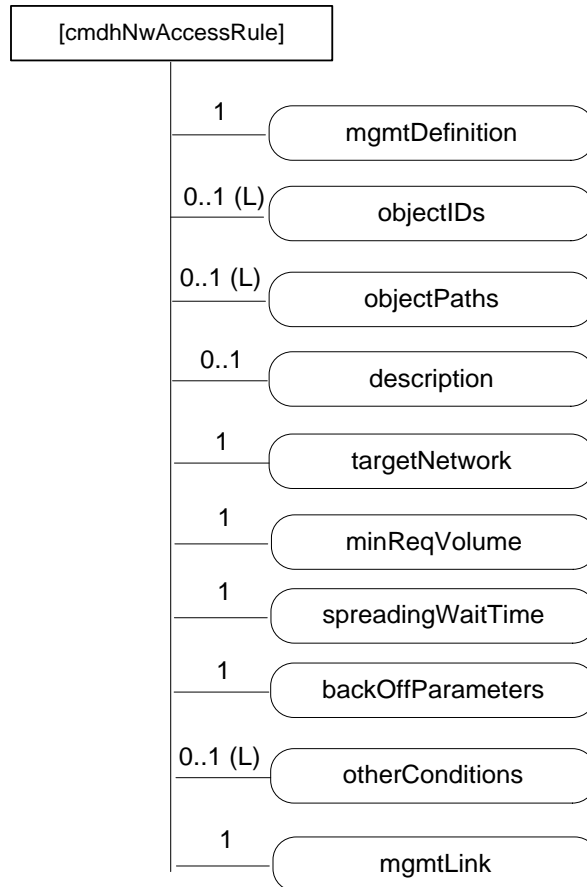 [cmdhNwAccessRule]
1
mgmtDefinition
0..1 (L)
objectIDs
0..1 (L)
objectPaths
0..1
description
1
targetNetwork
1
minReqVolume
1
spreadingWaitTime
1
backOffParameters
0..1 (L)
otherConditions
1
mgmtLink